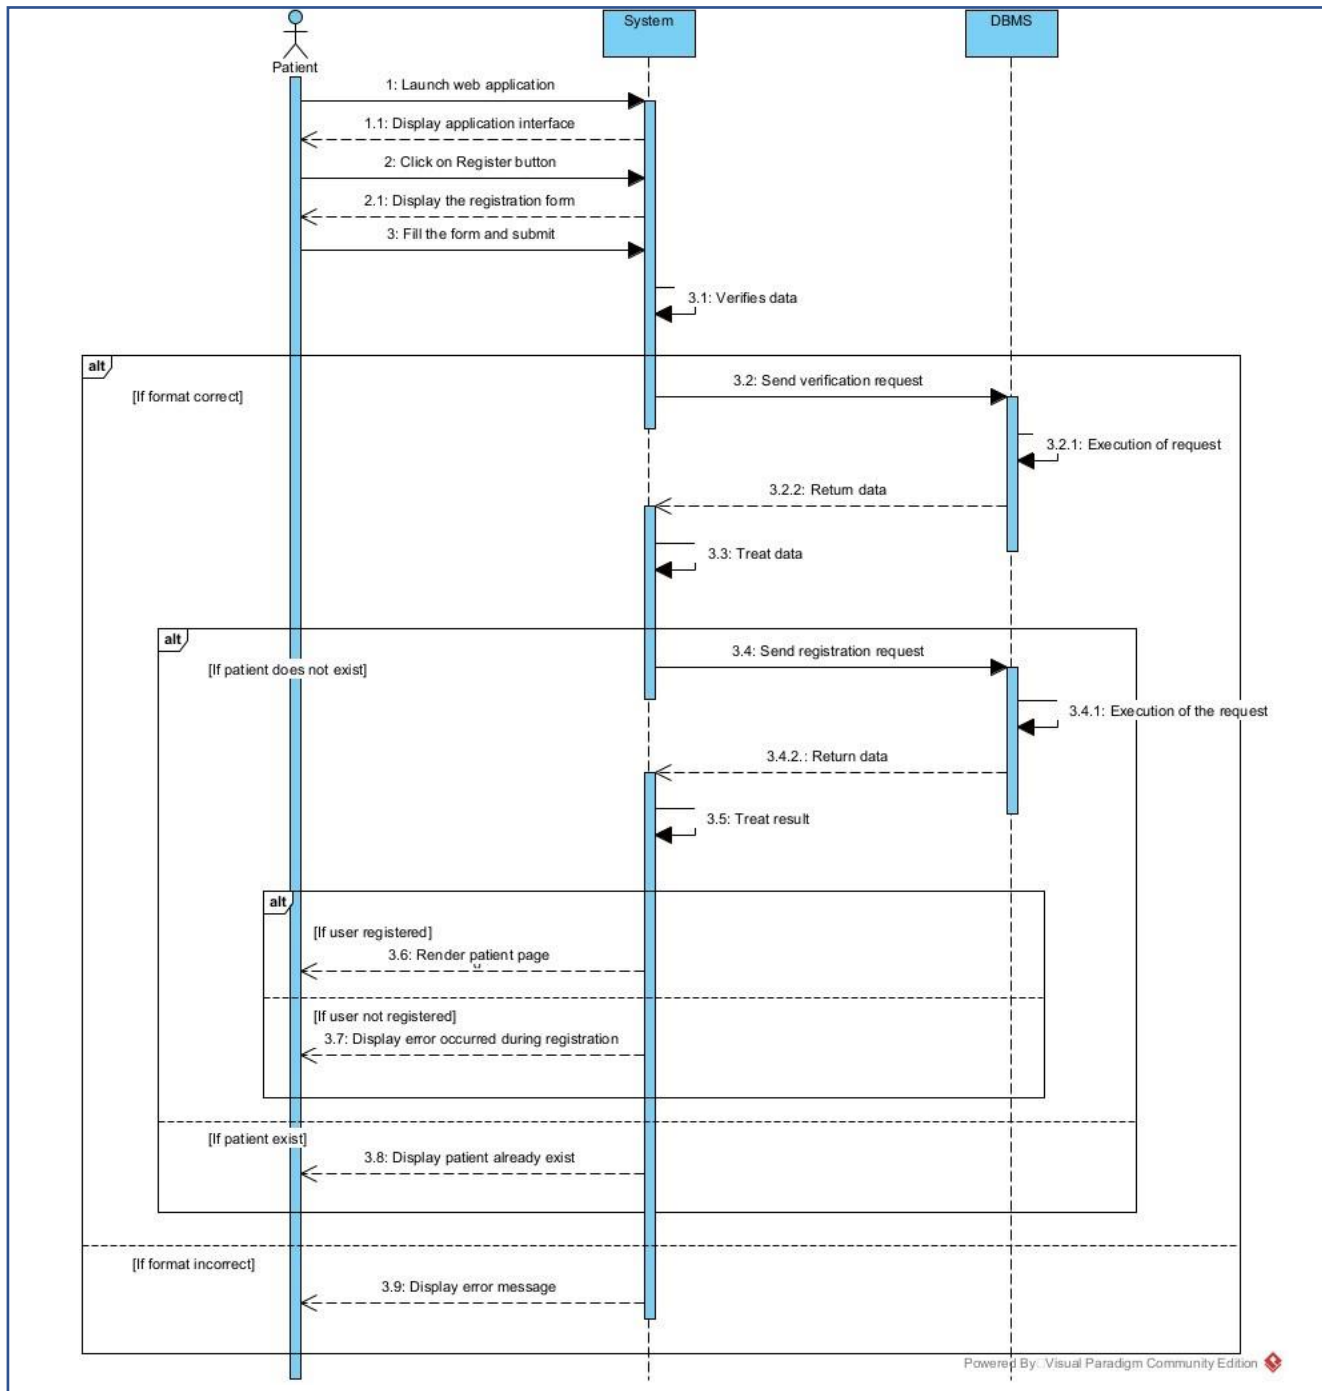 System
DBMS
Patient
1: Launch web application
1.1: Display application interface
2: Click on Register button
2.1: Display the registration form
3: Fill the form and submit
3.1: Verifies data
alt
3.2: Send verification request
[If format correct]
3.2.1: Execution of request
3.2.2: Return data
3.3: Treat data
alt
3.4: Send registration request
[If patient does not exist]
3.4.1: Execution of the request
3.4.2.: Return data
3.5: Treat result
alt
[If user registered]
3.6: Render patient page
[If user not registered]
3.7: Display error occurred during registration
[If patient exist]
3.8: Display patient already exist
[If format incorrect]
3.9: Display error message
Powered By Visual Paradigm Community Edition